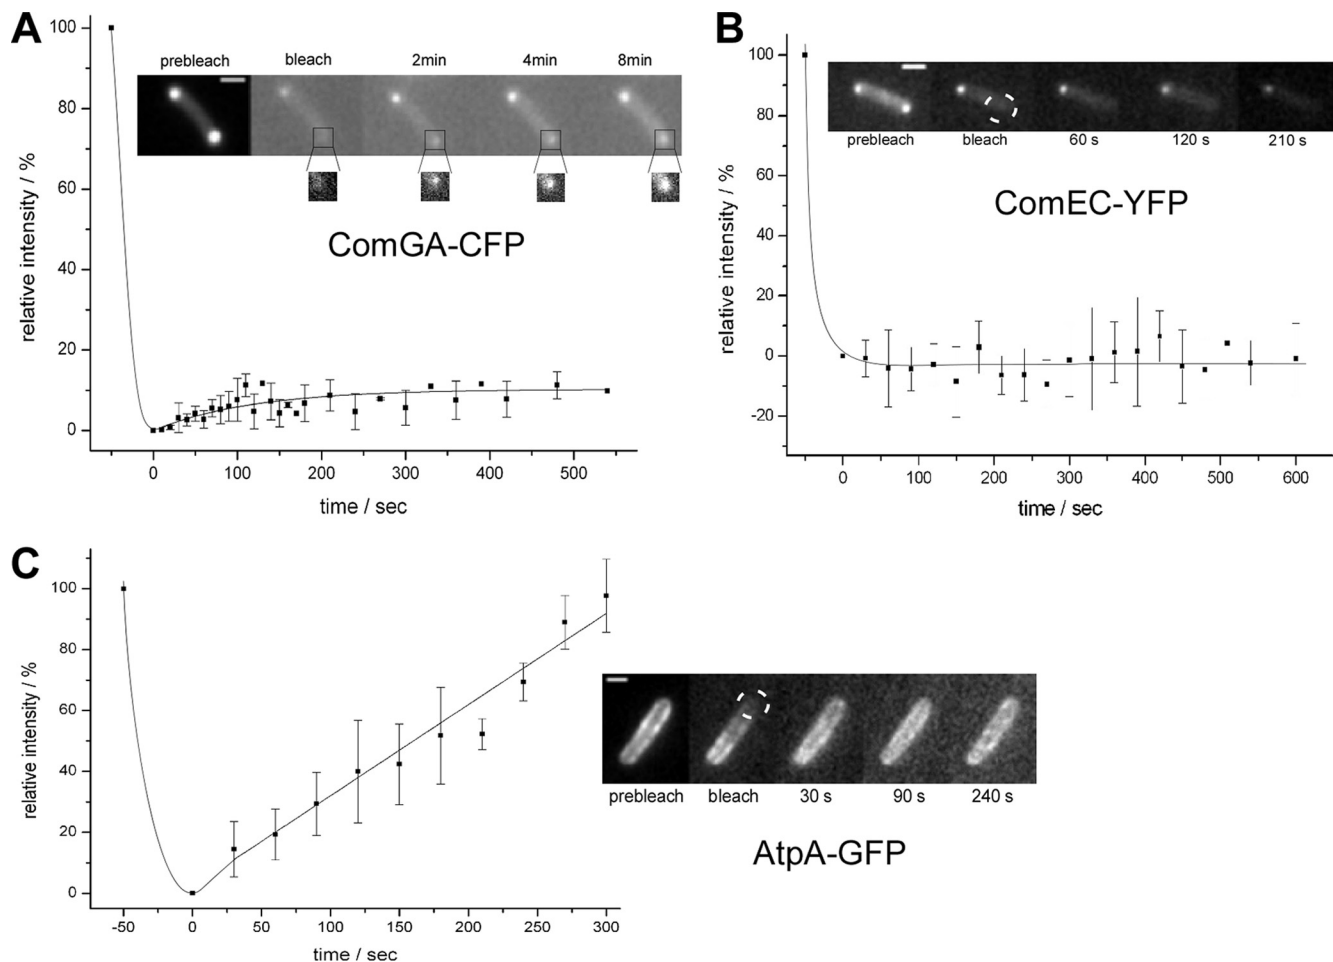 A
100
80
60
40
20
0
relative intensity / %
prebleach bleach 2min 4min 8min
ComGA-CFP
0 100 200 300 400 500
time / sec
B
100
80
60
40
20
0
-20
relative intensity / %
prebleach bleach 60 s 120 s 210 s
ComEC-YFP
0 100 200 300 400 500 600
time / sec
C
100
80
60
40
20
0
relative intensity / %
-50 0 50 100 150 200 250 300
time / sec
prebleach bleach 30 s 90 s 240 s
AtpA-GFP